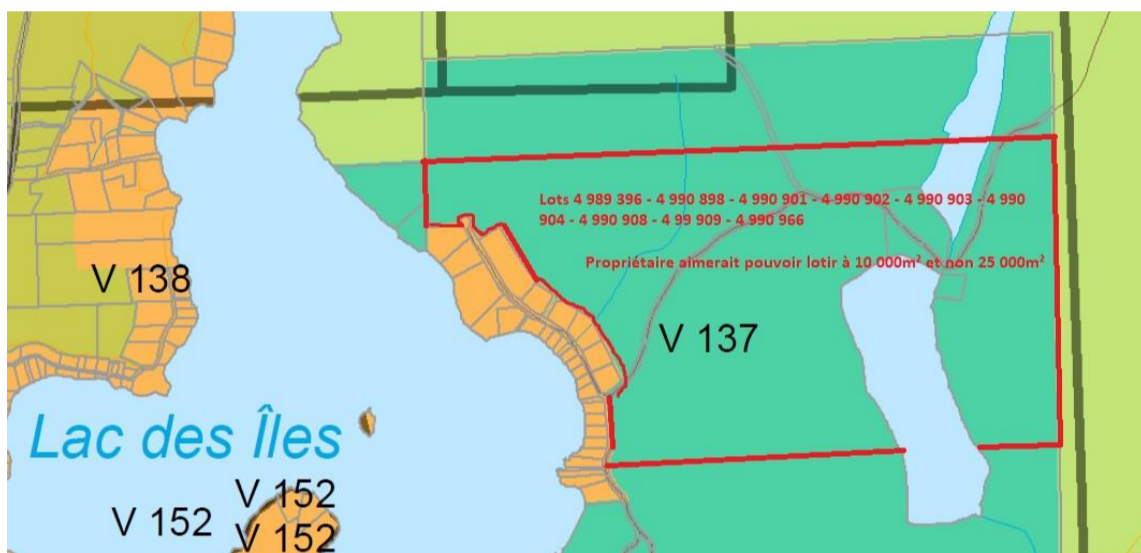 Lots 4 989 396 - 4 990 898 - 4 990 901 - 4 990 902 - 4 990 903 - 4 990
904 - 4 990 908 - 4 99 909 - 4 990 966
Propriétaire aimerait pouvoir lotir à 10 000m² et non 25 000m²
V 138
V 137
Lac des Îles
V 152
V 152
V 152